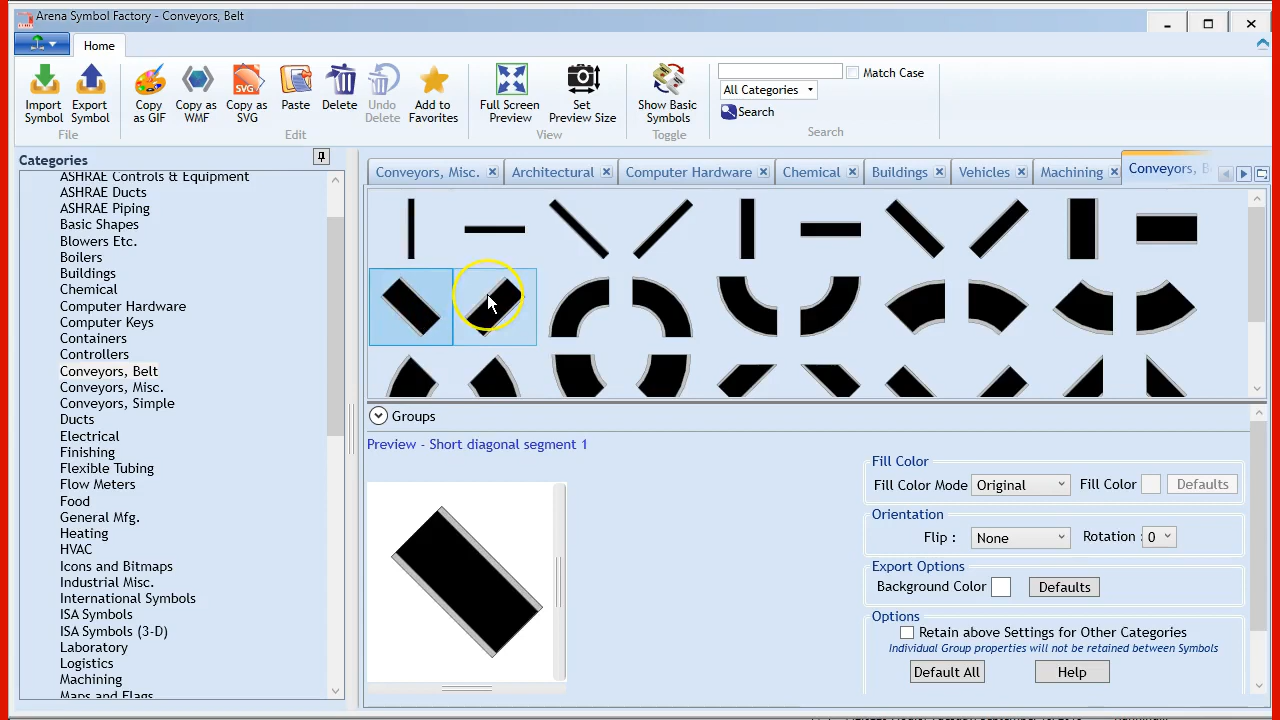 Arena Symbol Factory - Conveyors, Belt
Home
Import Symbol
Export Symbol
File
Copy as GIF
Copy as WMF
SVG
Copy as SVG
Paste
Delete
Undo Delete
Add to Favorites
Edit
Full Screen Preview
Set Preview Size
View
Show Basic Symbols
Toggle
Match Case
All Categories
Search
Search
Categories
ASHRAE Controls & Equipment
ASHRAE Ducts
ASHRAE Piping
Basic Shapes
Blowers Etc.
Boilers
Buildings
Chemical
Computer Hardware
Computer Keys
Containers
Controllers
Conveyors, Belt
Conveyors, Misc.
Conveyors, Simple
Ducts
Electrical
Finishing
Flexible Tubing
Flow Meters
Food
General Mfg.
Heating
HVAC
Icons and Bitmaps
Industrial Misc.
International Symbols
ISA Symbols
ISA Symbols (3-D)
Laboratory
Logistics
Machining
Maps and Flags
Conveyors, Misc. Architectural Computer Hardware Chemical Buildings Vehicles Machining Conveyors, B
Groups
Preview - Short diagonal segment 1
Fill Color
Fill Color Mode Original Fill Color Defaults
Orientation
Flip : None Rotation : 0
Export Options
Background Color Defaults
Options
Retain above Settings for Other Categories
Individual Group properties will not be retained between Symbols
Default All Help